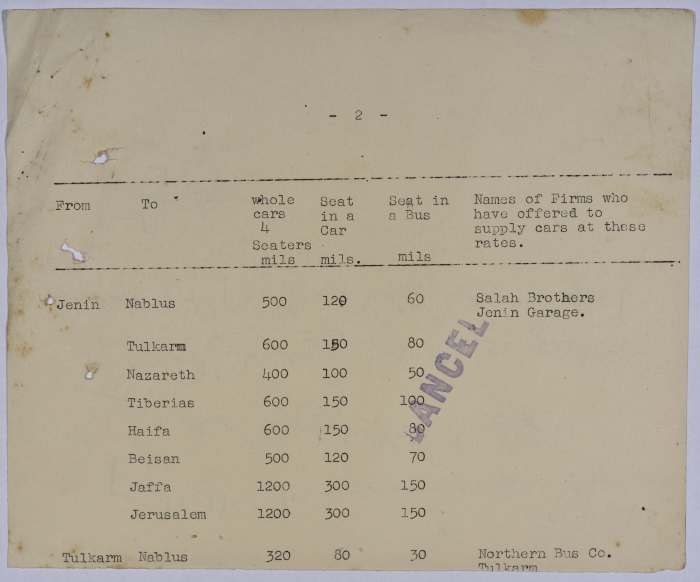 - 2 -
From To whole cars 4 Seaters mils Seat in a Car mils. Seat in a Bus mils Names of Firms who have offered to supply cars at these rates.
Jenin Nablus 500 120 60 Salah Brothers
Jenin Garage.
Tulkarm 600 150 80
Nazareth 400 100 50
Tiberias 600 150 100
Haifa 600 150 80
Beisan 500 120 70
Jaffa 1200 300 150
Jerusalem 1200 300 150
CANCEL
Tulkarm Nablus 320 80 30 Northern Bus Co.
Tulkarm